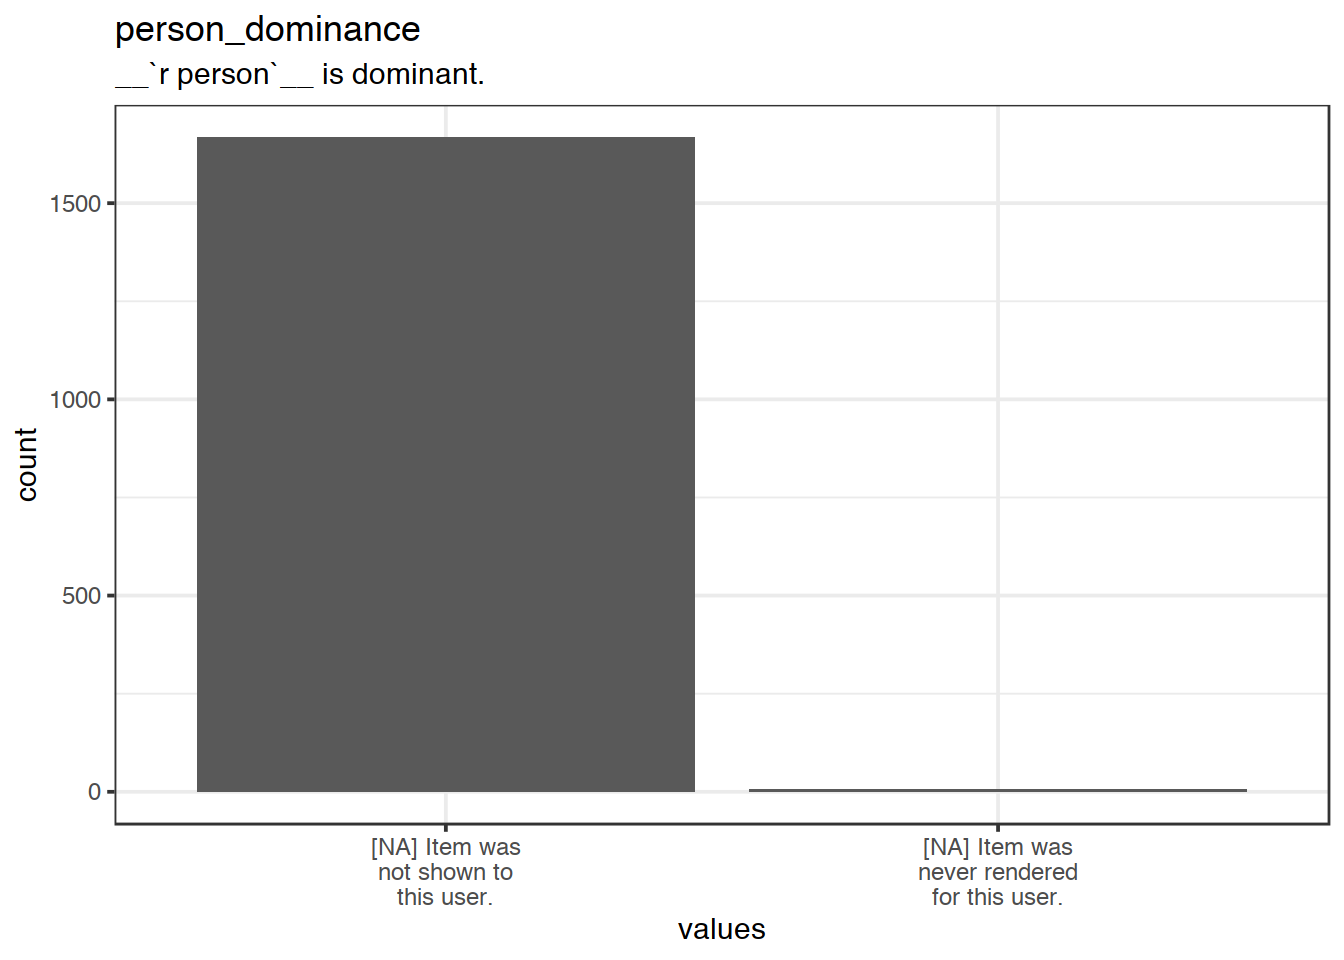 person_dominance
__`r person`__ is dominant.
count
1500
1000
500
0
[NA] Item was
not shown to
this user.
[NA] Item was
never rendered
for this user.
values